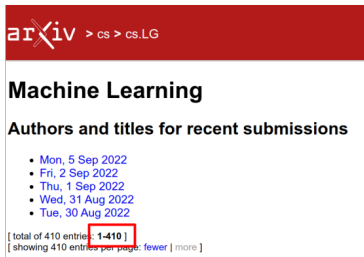 arXiv > cs > cs.LG
Machine Learning
Authors and titles for recent submissions
Mon, 5 Sep 2022
Fri, 2 Sep 2022
Thu, 1 Sep 2022
Wed, 31 Aug 2022
Tue, 30 Aug 2022
[ total of 410 entries: 1-410 ]
[ showing 410 entries per page: fewer | more ]